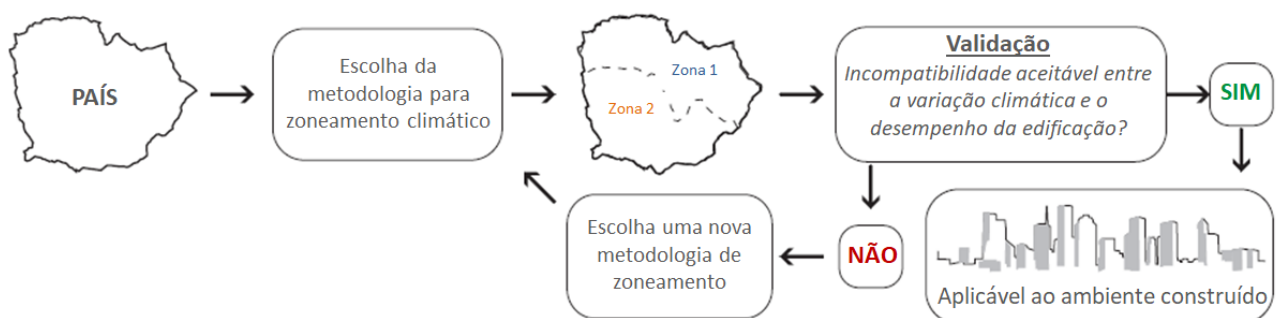 PAÍS
Escolha da
metodologia para
zoneamento climático
Zona 1
Zona 2
Validação
Incompatibilidade aceitável entre
a variação climática e o
desempenho da edificação?
SIM
NÃO
Escolha uma nova
metodologia de
zoneamento
Aplicável ao ambiente construído